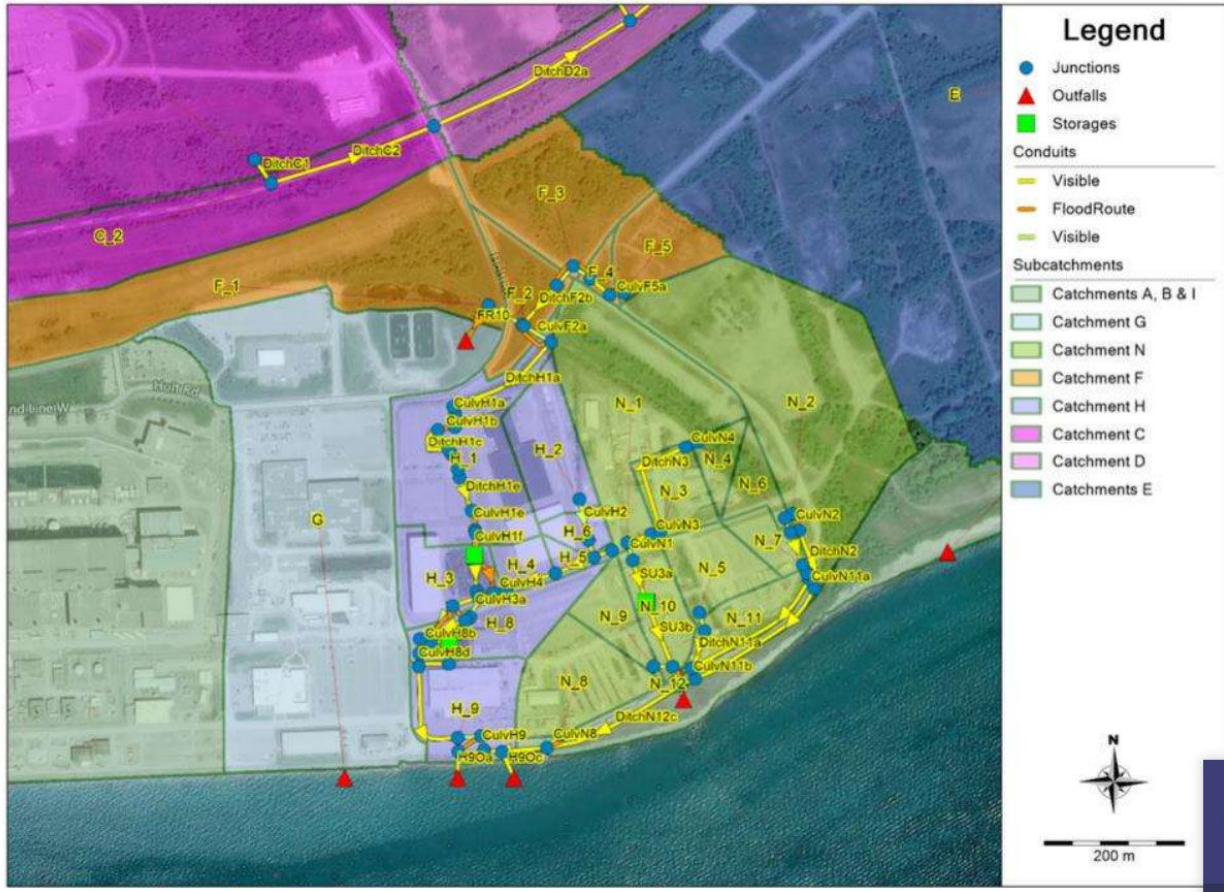 Legend
Junctions
Outfalls
Storages
Conduits
Visible
FloodRoute
Visible
Subcatchments
Catchments A, B & I
Catchment G
Catchment N
Catchment F
Catchment H
Catchment C
Catchment D
Catchments E
N
200 m
DitchD2a
E
DitchC1
DitchC2
C_2
F_3
F_5
F_1
F_4
CulvF5a
F_2
DitchF2b
FR10
CulvF2a
DitchH1a
CulvH1a
CulvH1b
DitchH1c
H_1
H_2
N_1
N_2
CulvN4
N_4
DitchN3
N_3
N_6
DitchH1e
CulvH1e
CulvH1f
CulvH2
H_6
CulvN3
CulvN1
CulvN2
N_7
DitchN2
G
H_5
H_4
H_3
CulvH4
CulvH3a
SU3a
N_5
CulvN11a
N_9
N_10
N_11
H_8
CulvH8b
CulvH8d
SU3b
DitchN11a
CulvN11b
N_12
N_8
H_9
DitchN12c
CulvH9
CulvN8
H9Oa
H9Oc